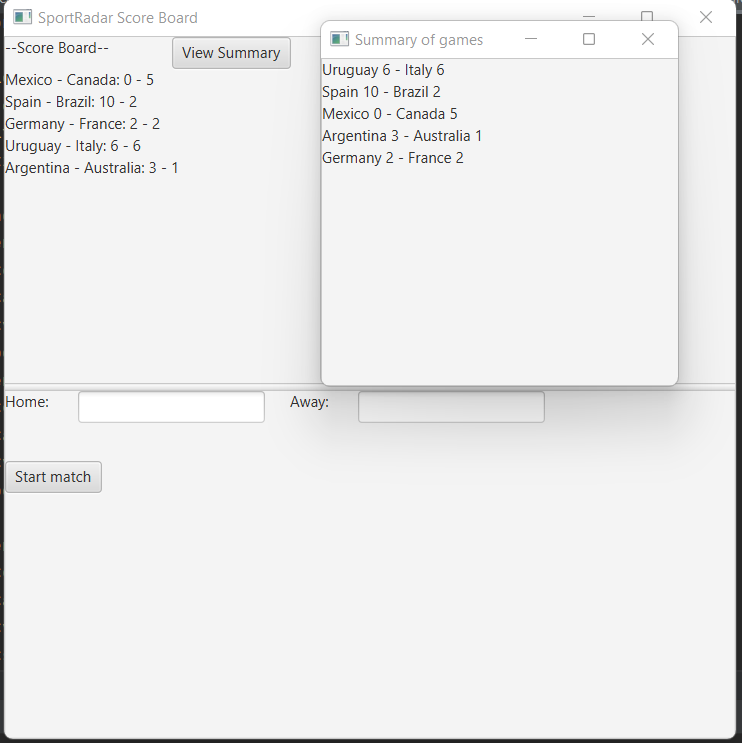 SportRadar Score Board
--Score Board--
View Summary
Mexico - Canada: 0 - 5
Spain - Brazil: 10 - 2
Germany - France: 2 - 2
Uruguay - Italy: 6 - 6
Argentina - Australia: 3 - 1
Summary of games
Uruguay 6 - Italy 6
Spain 10 - Brazil 2
Mexico 0 - Canada 5
Argentina 3 - Australia 1
Germany 2 - France 2
Home:
Away:
Start match